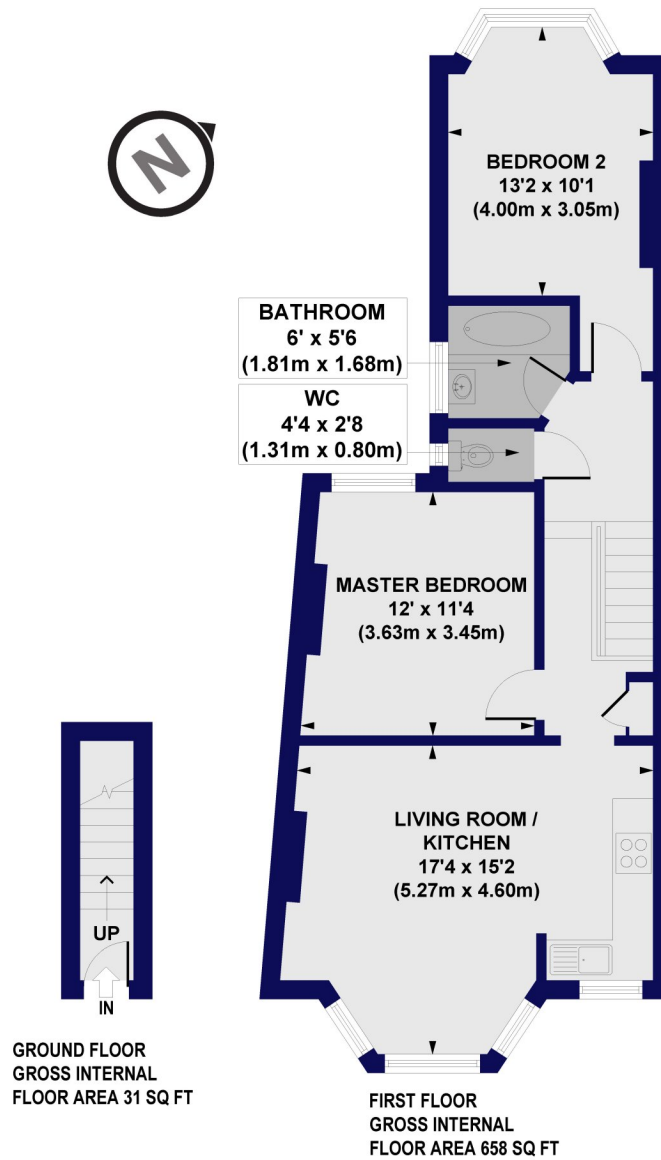 N
BEDROOM 2
13'2 x 10'1
(4.00m x 3.05m)
BATHROOM
6' x 5'6
(1.81m x 1.68m)
WC
4'4 x 2'8
(1.31m x 0.80m)
MASTER BEDROOM
12' x 11'4
(3.63m x 3.45m)
LIVING ROOM /
KITCHEN
17'4 x 15'2
(5.27m x 4.60m)
UP
IN
GROUND FLOOR
GROSS INTERNAL
FLOOR AREA 31 SQ FT
FIRST FLOOR
GROSS INTERNAL
FLOOR AREA 658 SQ FT